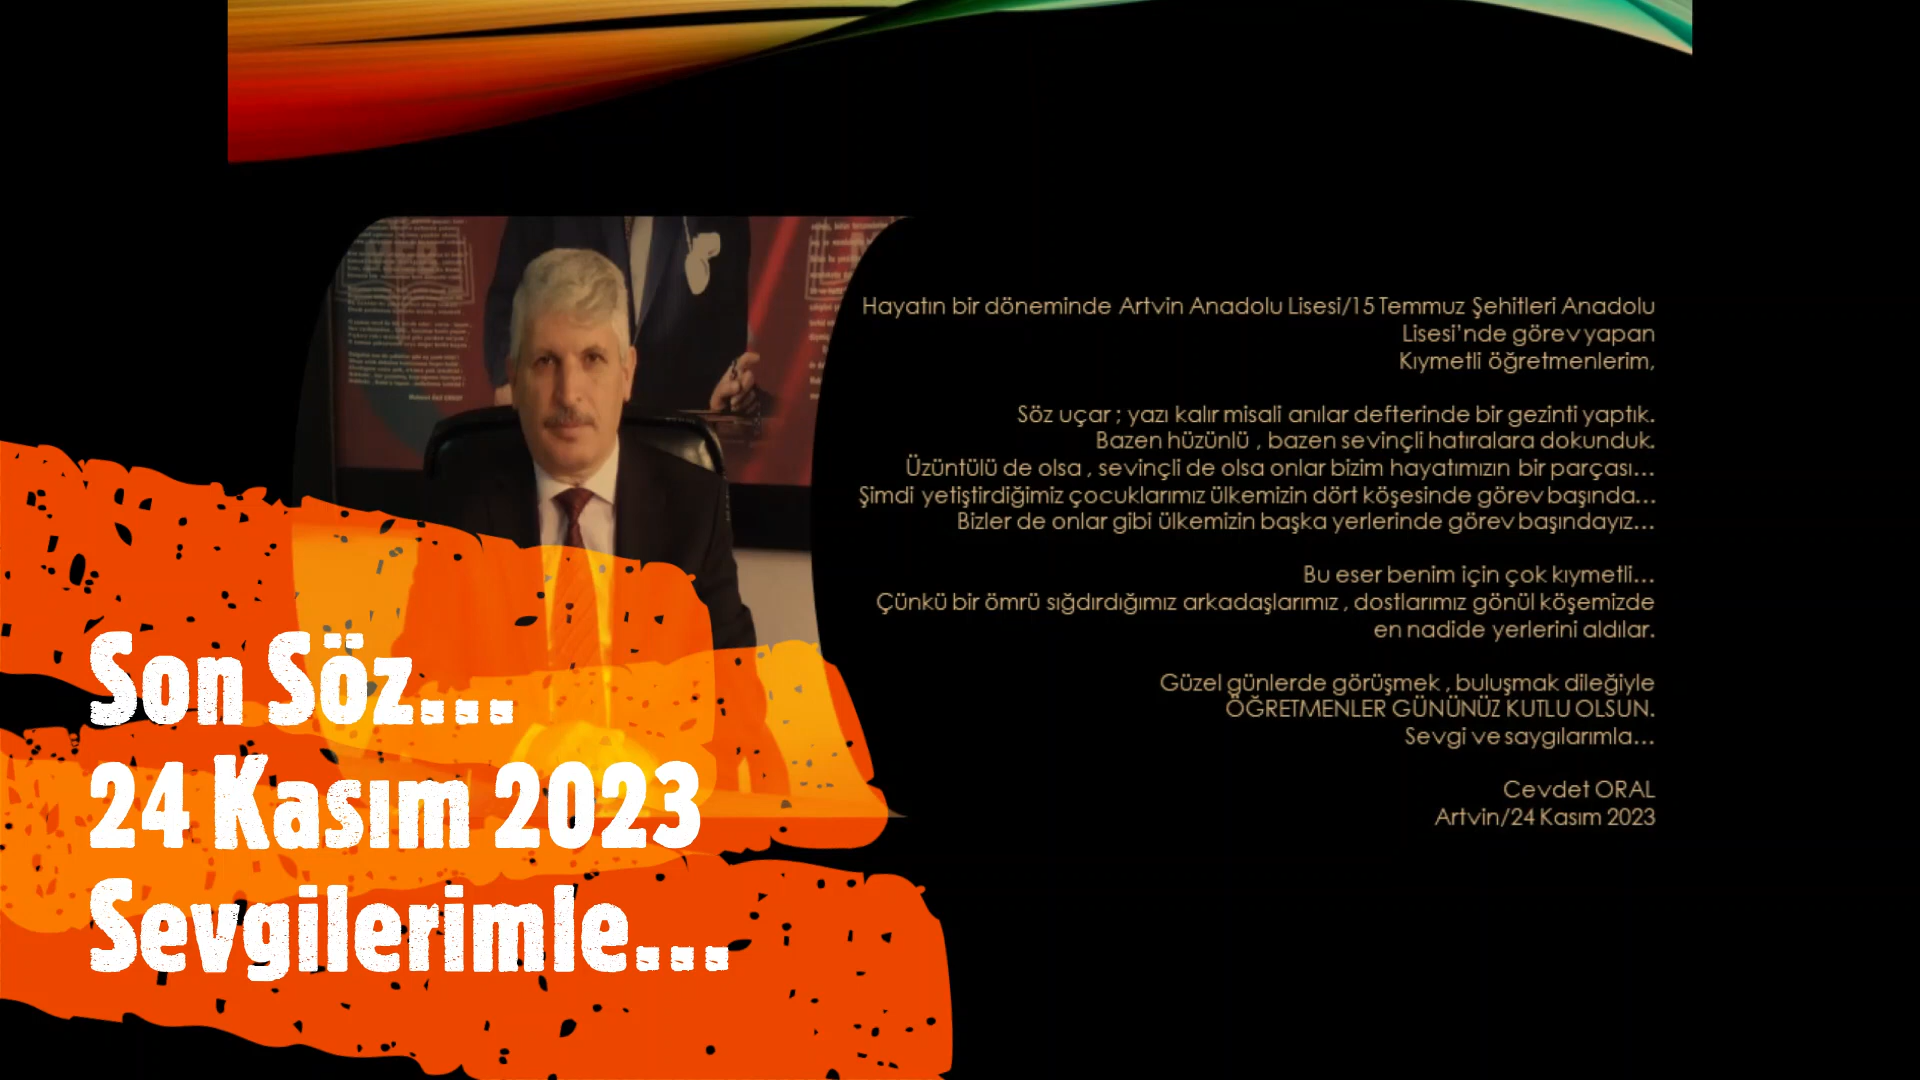 Hayatın bir döneminde Artvin Anadolu Lisesi/15 Temmuz Şehitleri Anadolu
Lisesi'nde görev yapan
Kıymetli öğretmenlerim,
Söz uçar ; yazı kalır misali anılar defterinde bir gezinti yaptık.
Bazen hüzünlü , bazen sevinçli hatıralara dokunduk.
Üzüntülü de olsa , sevinçli de olsa onlar bizim hayatımızın bir parçası...
Şimdi yetiştirdiğimiz çocuklarımız ülkemizin dört köşesinde görev başında...
Bizler de onlar gibi ülkemizin başka yerlerinde görev başındayız...
Bu eser benim için çok kıymetli...
Çünkü bir ömrü sığdırdığımız arkadaşlarımız , dostlarımız gönül köşemizde
en nadide yerlerini aldılar.
Güzel günlerde görüşmek , buluşmak dileğiyle
ÖĞRETMENLER GÜNÜNÜZ KUTLU OLSUN.
Sevgi ve saygılarımla...
Cevdet ORAL
Artvin/24 Kasım 2023
Son Söz...
24 Kasım 2023
Sevgilerimle...